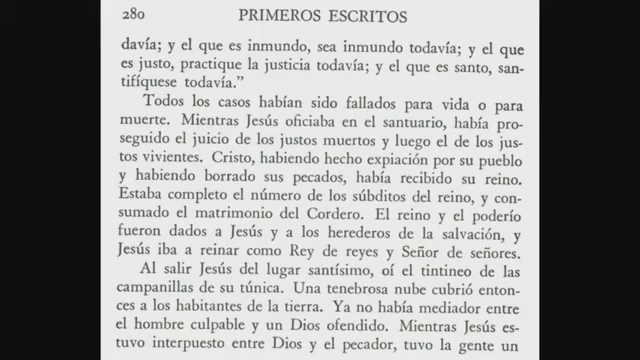 280 PRIMEROS ESCRITOS
davía; y el que es inmundo, sea inmundo todavía; y el que
es justo, practique la justicia todavía; y el que es santo, san-
tifíquese todavía.”
Todos los casos habían sido fallados para vida o para
muerte. Mientras Jesús oficiaba en el santuario, había pro-
seguido el juicio de los justos muertos y luego el de los jus-
tos vivientes. Cristo, habiendo hecho expiación por su pueblo
y habiendo borrado sus pecados, había recibido su reino.
Estaba completo el número de los súbditos del reino, y con-
sumado el matrimonio del Cordero. El reino y el poderío
fueron dados a Jesús y a los herederos de la salvación, y
Jesús iba a reinar como Rey de reyes y Señor de señores.
Al salir Jesús del lugar santísimo, oí el tintineo de las
campanillas de su túnica. Una tenebrosa nube cubrió enton-
ces a los habitantes de la tierra. Ya no había mediador entre
el hombre culpable y un Dios ofendido. Mientras Jesús es-
tuvo interpuesto entre Dios y el pecador, tuvo la gente un